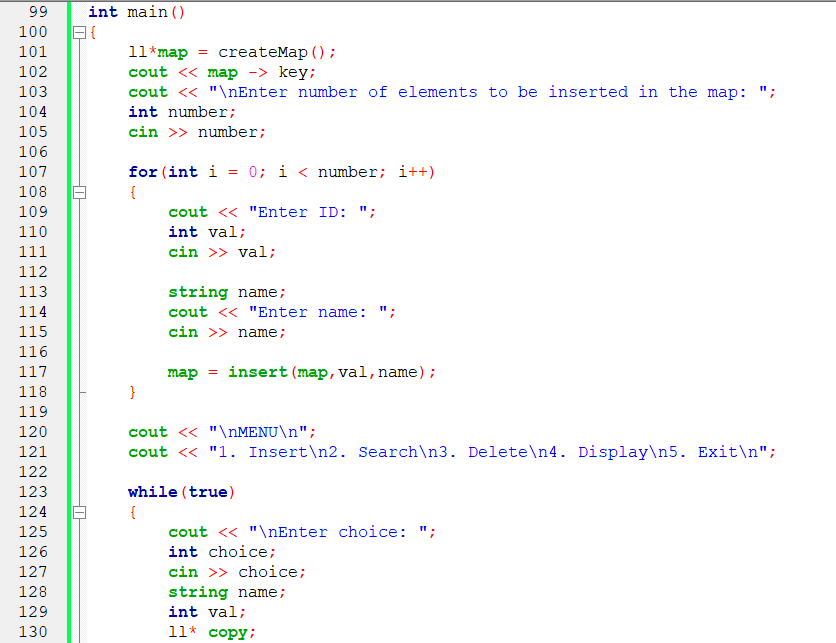 99 int main()
100 {
101 ll*map = createMap();
102 cout << map -> key;
103 cout << "\nEnter number of elements to be inserted in the map: ";
104 int number;
105 cin >> number;
106
107 for(int i = 0; i < number; i++)
108 {
109 cout << "Enter ID: ";
110 int val;
111 cin >> val;
112
113 string name;
114 cout << "Enter name: ";
115 cin >> name;
116
117 map = insert(map,val,name);
118 }
119
120 cout << "\nMENU\n";
121 cout << "1. Insert\n2. Search\n3. Delete\n4. Display\n5. Exit\n";
122
123 while(true)
124 {
125 cout << "\nEnter choice: ";
126 int choice;
127 cin >> choice;
128 string name;
129 int val;
130 ll* copy;